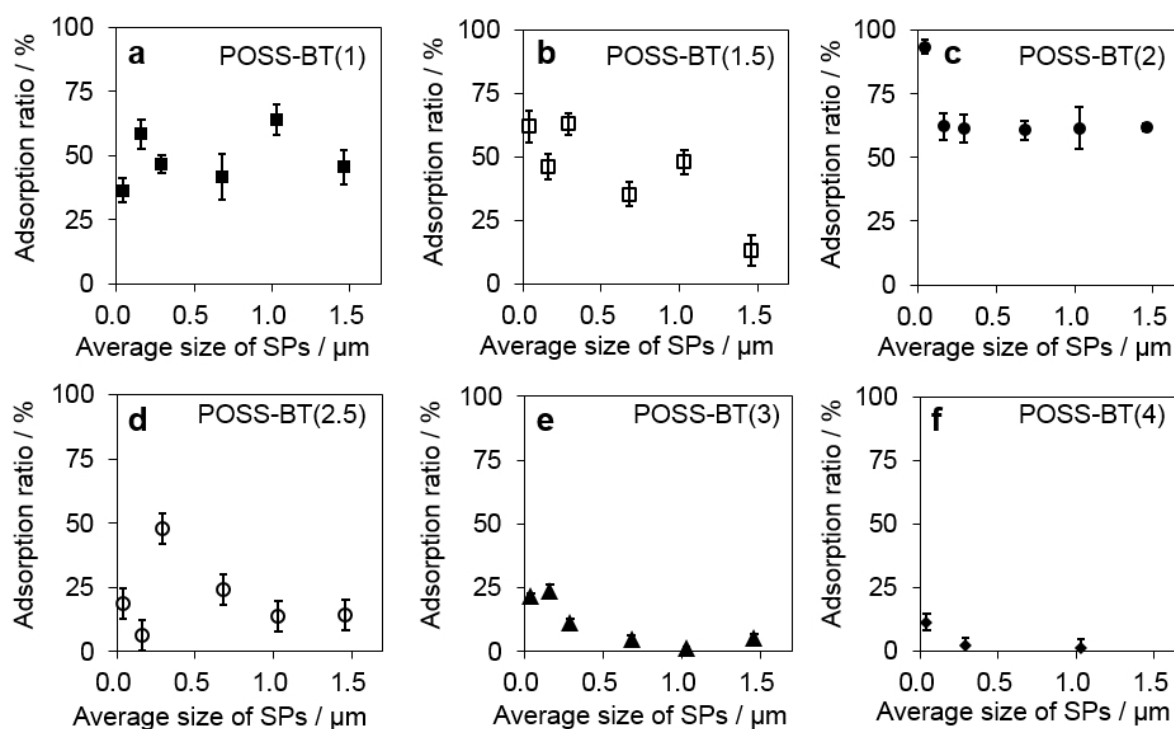 a POSS-BT(1)
Adsorption ratio / %
100
75
50
25
0
0.0 0.5 1.0 1.5
Average size of SPs / μm
b POSS-BT(1.5)
Adsorption ratio / %
100
75
50
25
0
0.0 0.5 1.0 1.5
Average size of SPs / μm
c POSS-BT(2)
Adsorption ratio / %
100
75
50
25
0
0.0 0.5 1.0 1.5
Average size of SPs / μm
d POSS-BT(2.5)
Adsorption ratio / %
100
75
50
25
0
0.0 0.5 1.0 1.5
Average size of SPs / μm
e POSS-BT(3)
Adsorption ratio / %
100
75
50
25
0
0.0 0.5 1.0 1.5
Average size of SPs / μm
f POSS-BT(4)
Adsorption ratio / %
100
75
50
25
0
0.0 0.5 1.0 1.5
Average size of SPs / μm